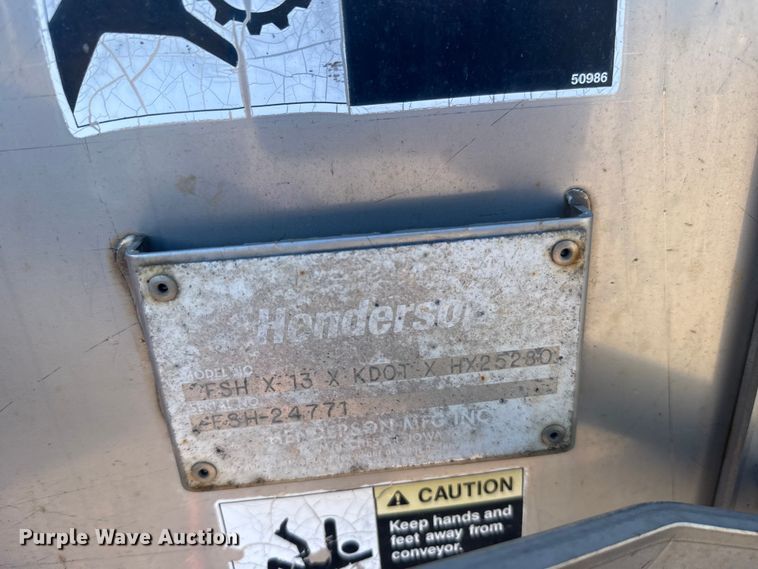 50986
Henderson
MODEL NO.
FSH X 13 X KDOT X HX25280
SERIAL NO.
FSH-24771
HENDERSON MFG INC.
CAUTION
Keep hands and
feet away from
conveyor.
Purple Wave Auction